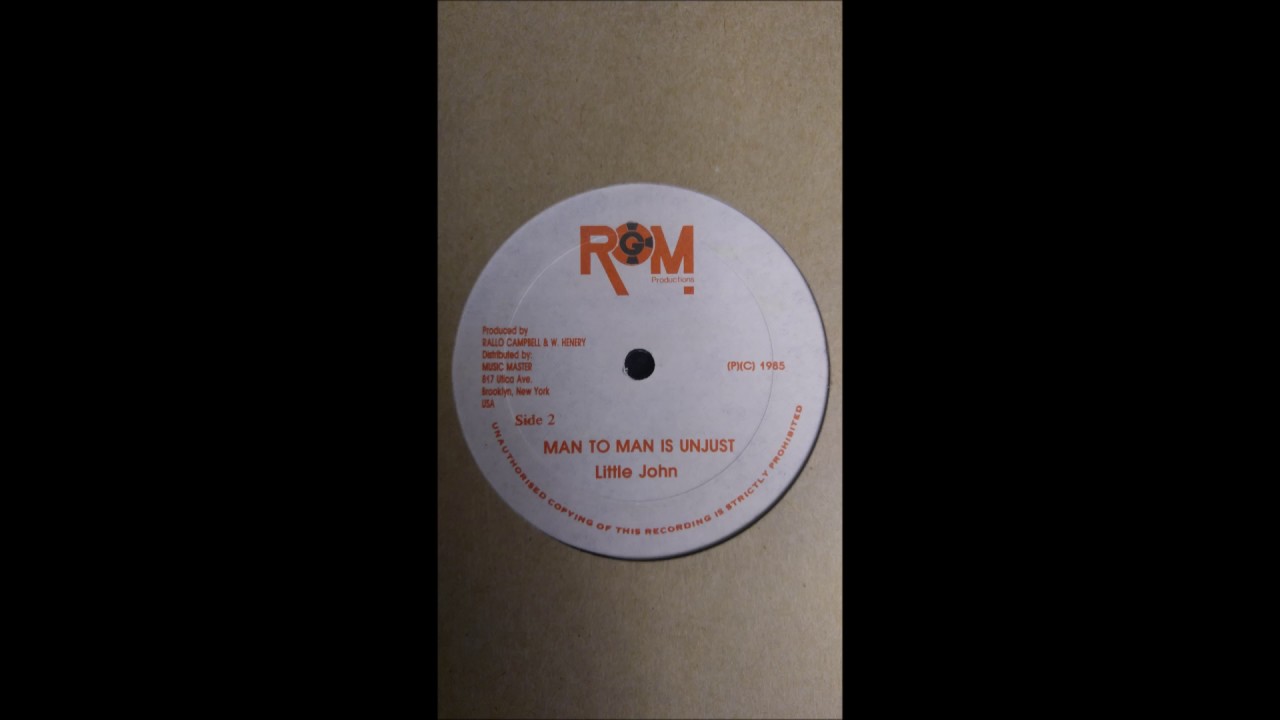 RGM
Productions
Produced by
RALLO CAMPBELL & W. HENERY
Distributed by:
MUSIC MASTER
817 Utica Ave.
Brooklyn, New York
USA
(P)(C) 1985
Side 2
MAN TO MAN IS UNJUST
Little John
UNAUTHORISED COPYING OF THIS RECORDING IS STRICTLY PROHIBITED